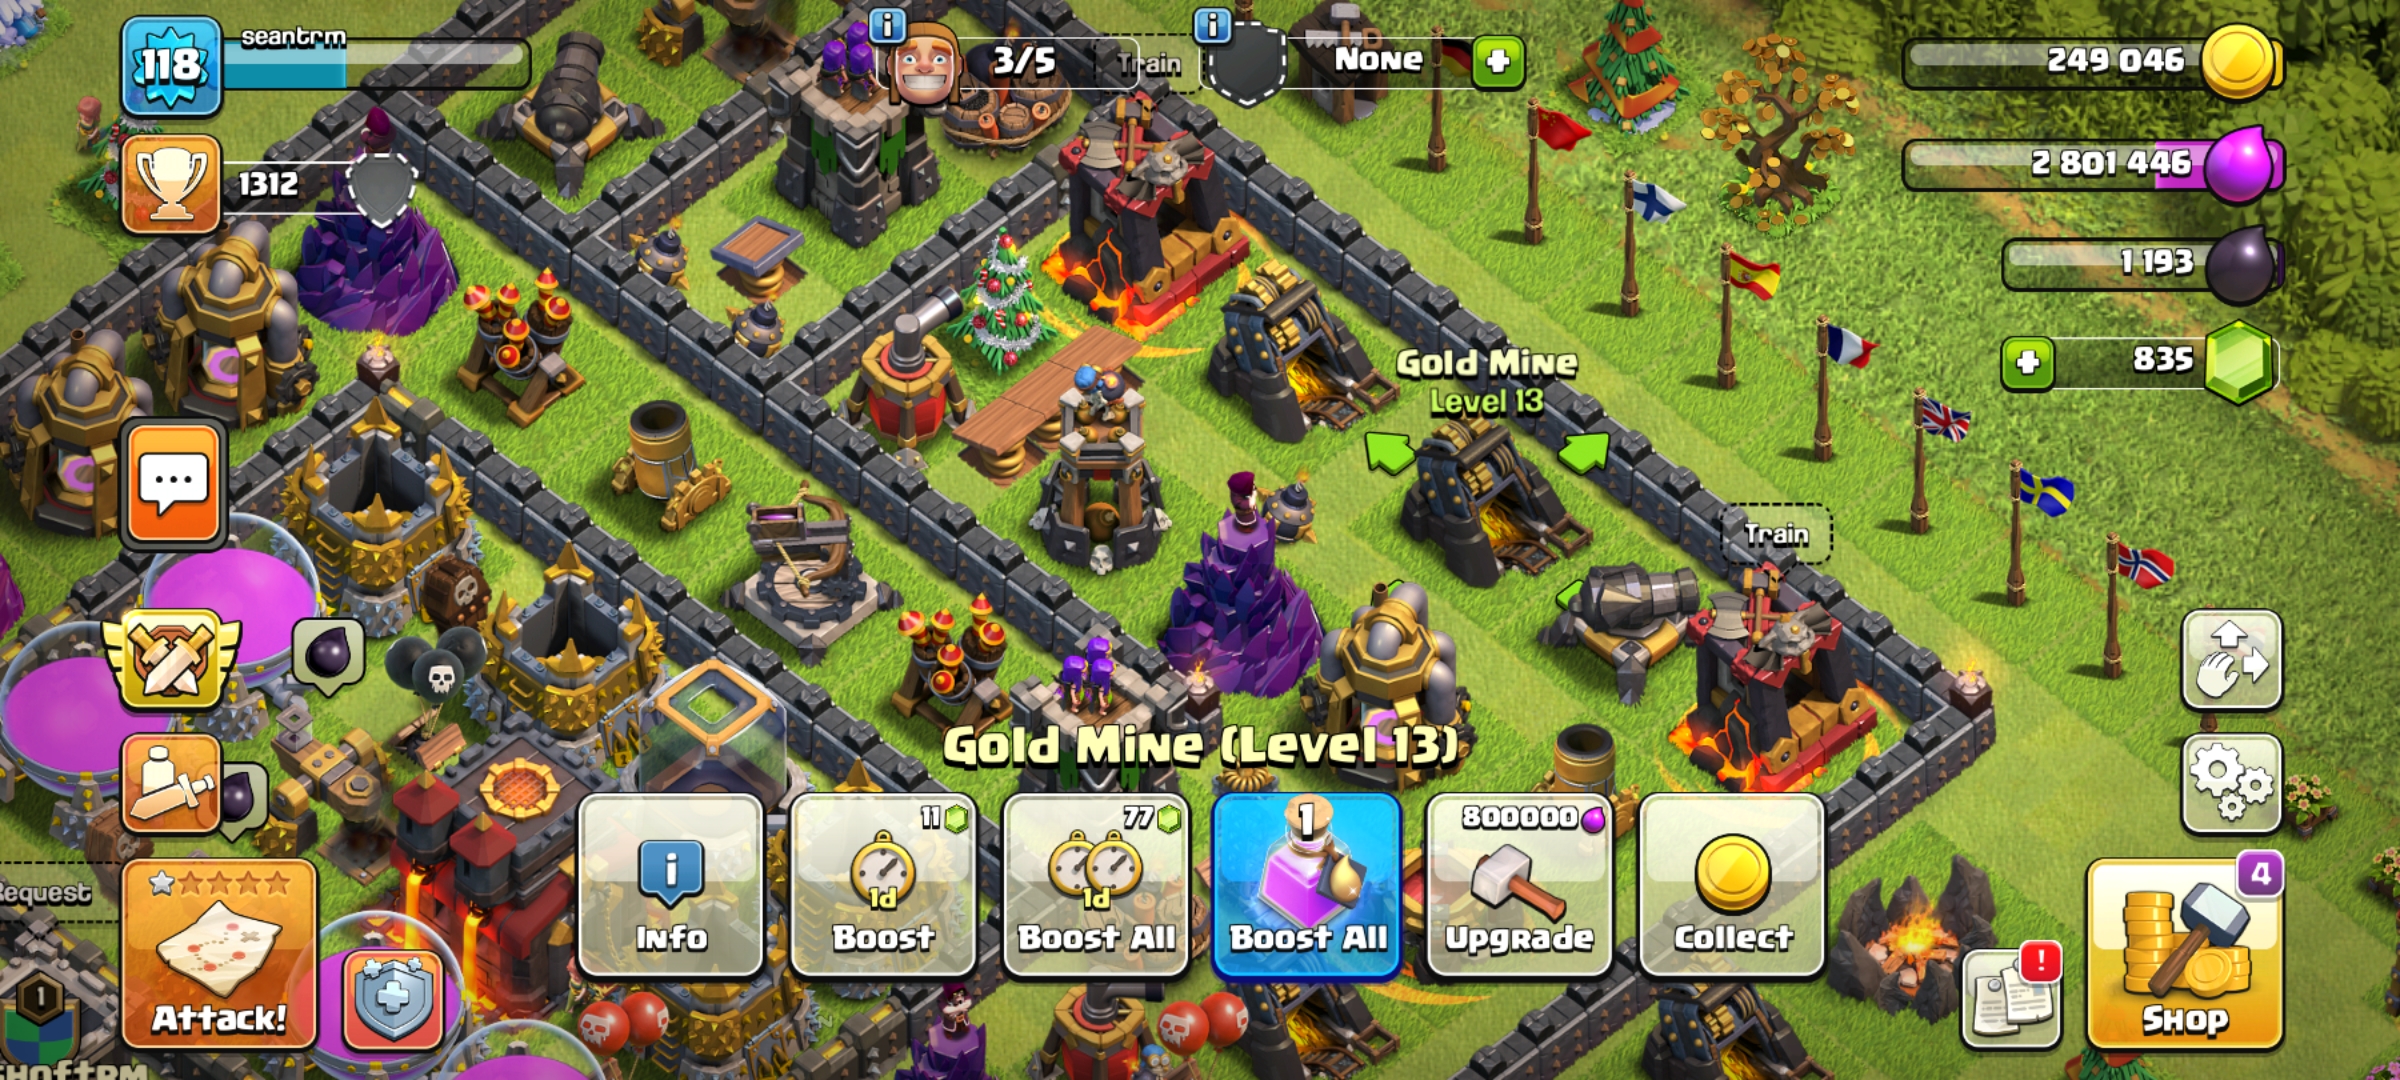 118
seantrm
3/5
Train
None
249 046
1312
2 801 446
1 193
835
Gold Mine
Level 13
Train
Gold Mine (Level 13)
Info
11
1d
Boost
77
1d
Boost All
1
Boost All
800000
Upgrade
Collect
Request
Attack!
1
!
4
Shop